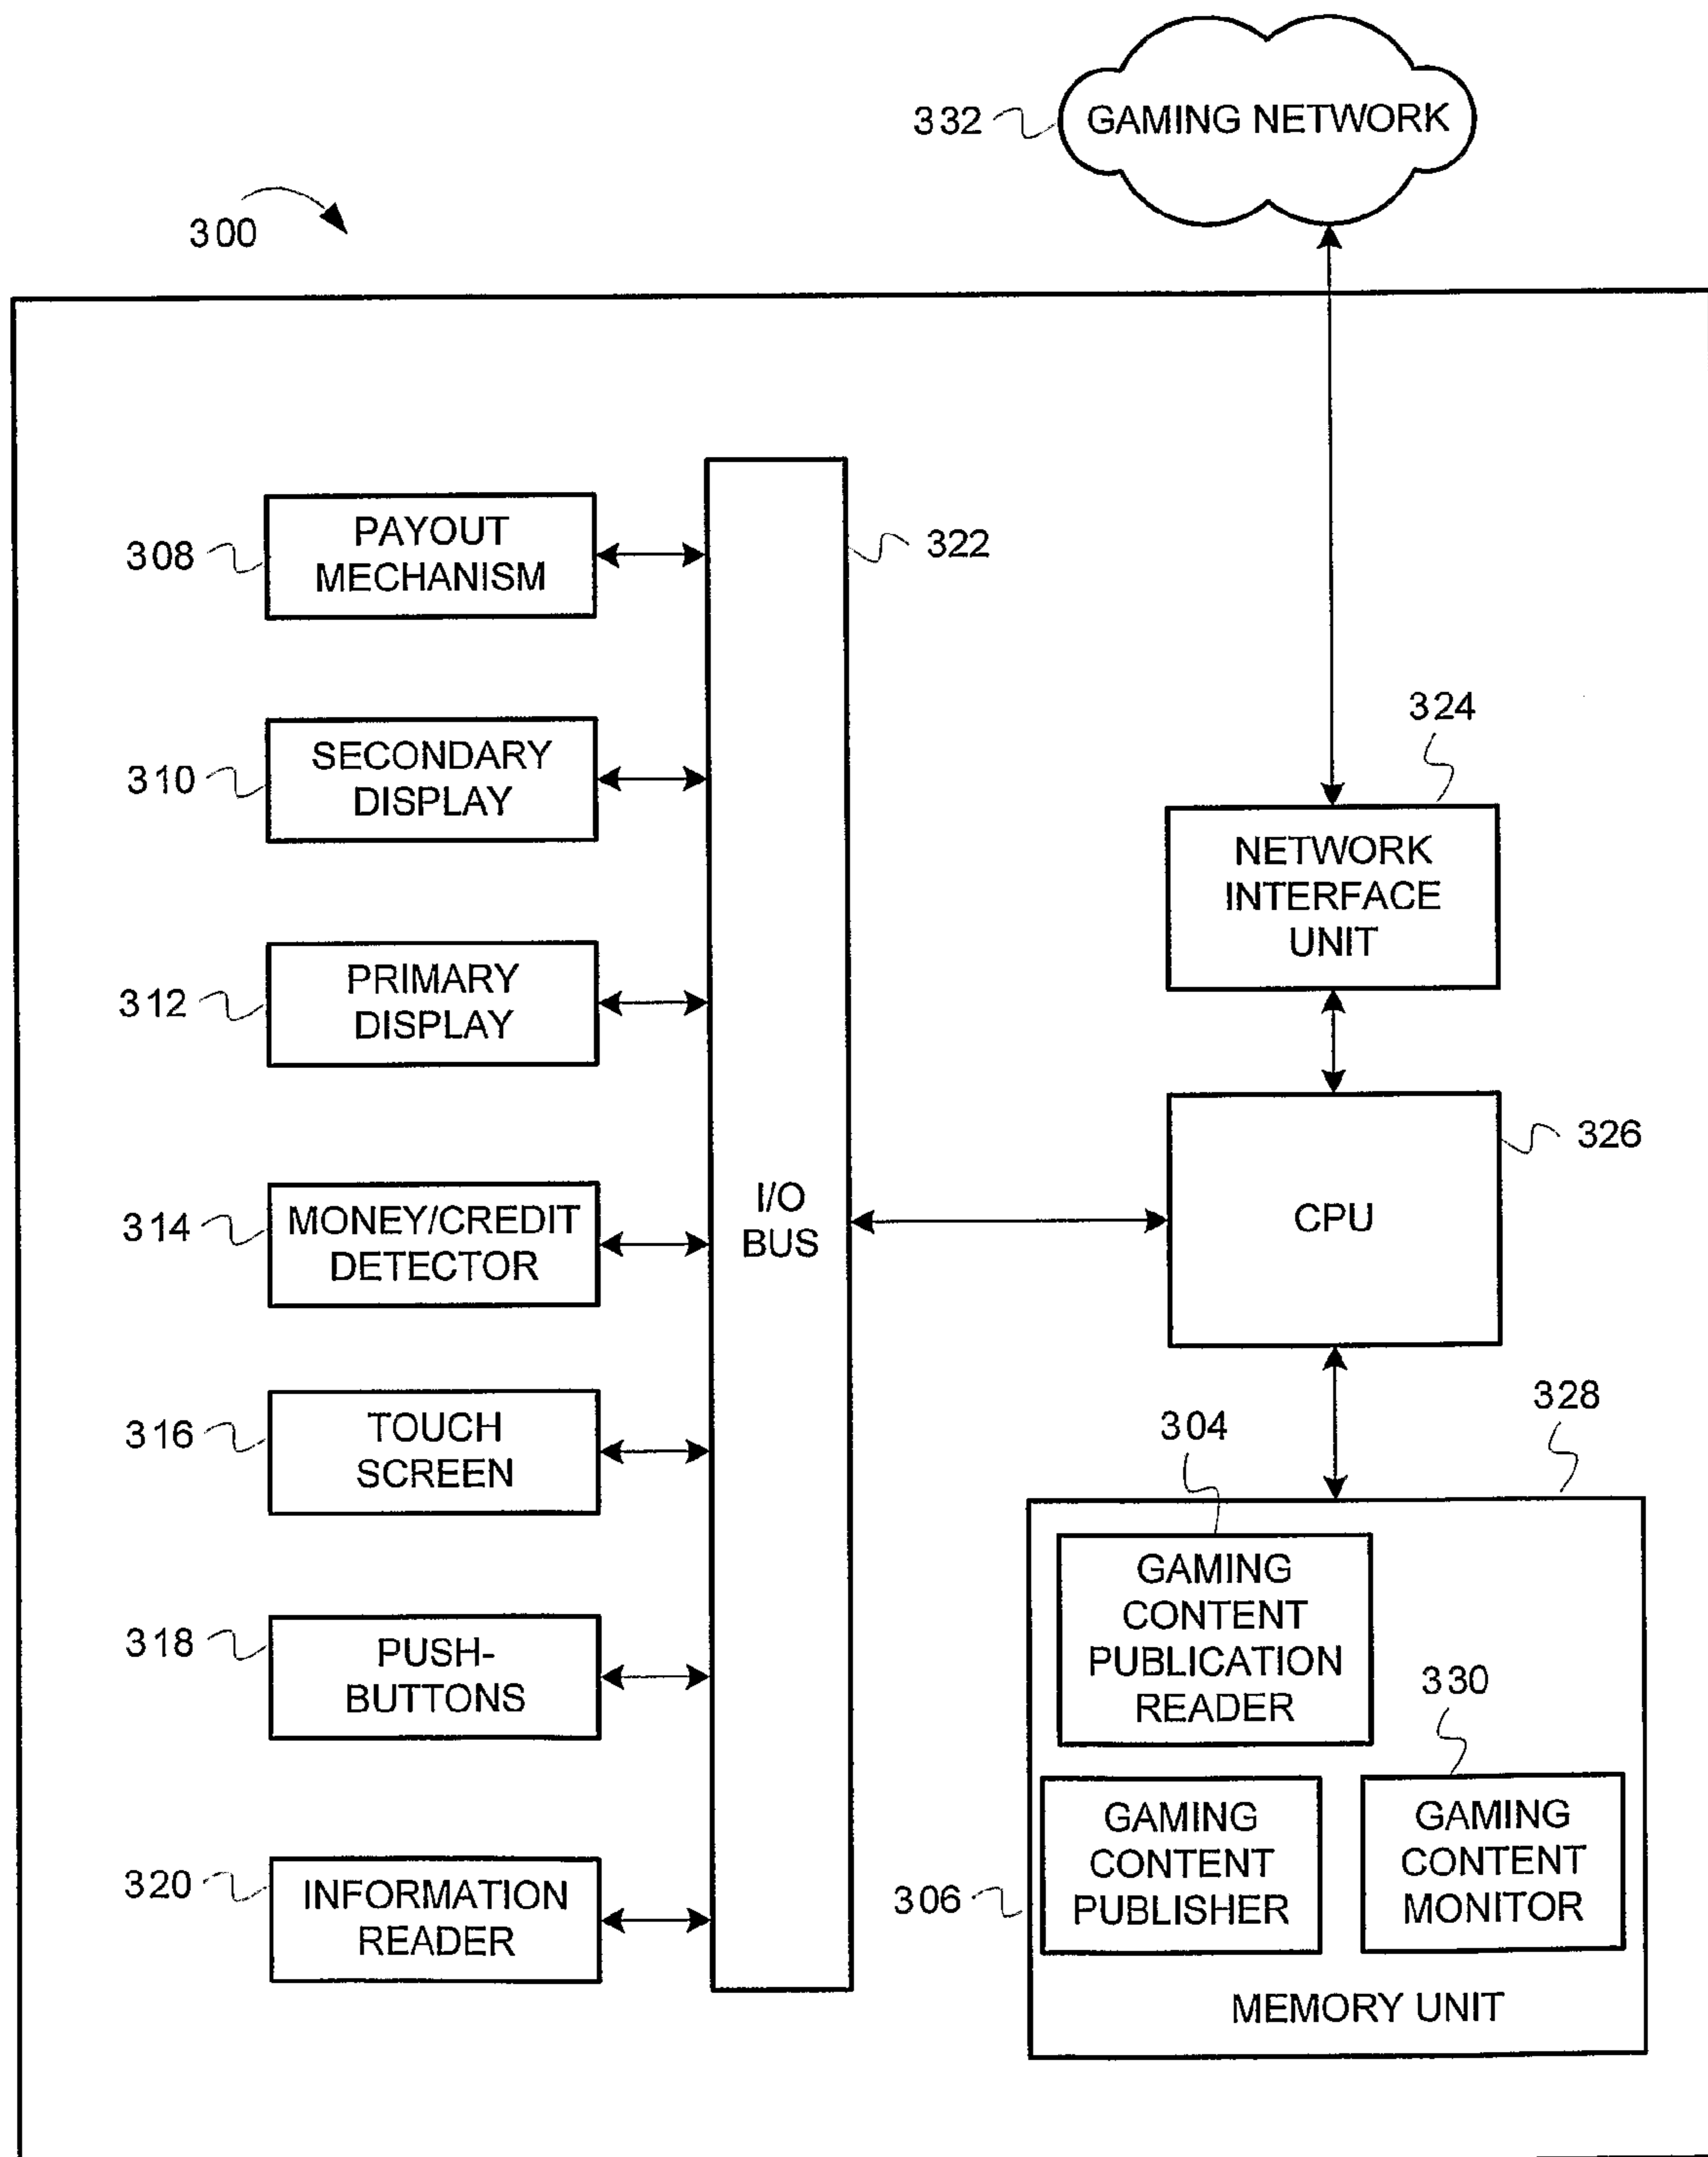 332
GAMING NETWORK
300
PAYOUT
MECHANISM
308
322
SECONDARY
DISPLAY
310
324
NETWORK
INTERFACE
UNIT
PRIMARY
DISPLAY
312
326
CPU
I/O
BUS
MONEY/CREDIT
DETECTOR
314
TOUCH
SCREEN
316
328
304
GAMING
CONTENT
PUBLICATION
READER
318
PUSH-
BUTTONS
330
GAMING
CONTENT
PUBLISHER
306
GAMING
CONTENT
MONITOR
320
INFORMATION
READER
MEMORY UNIT